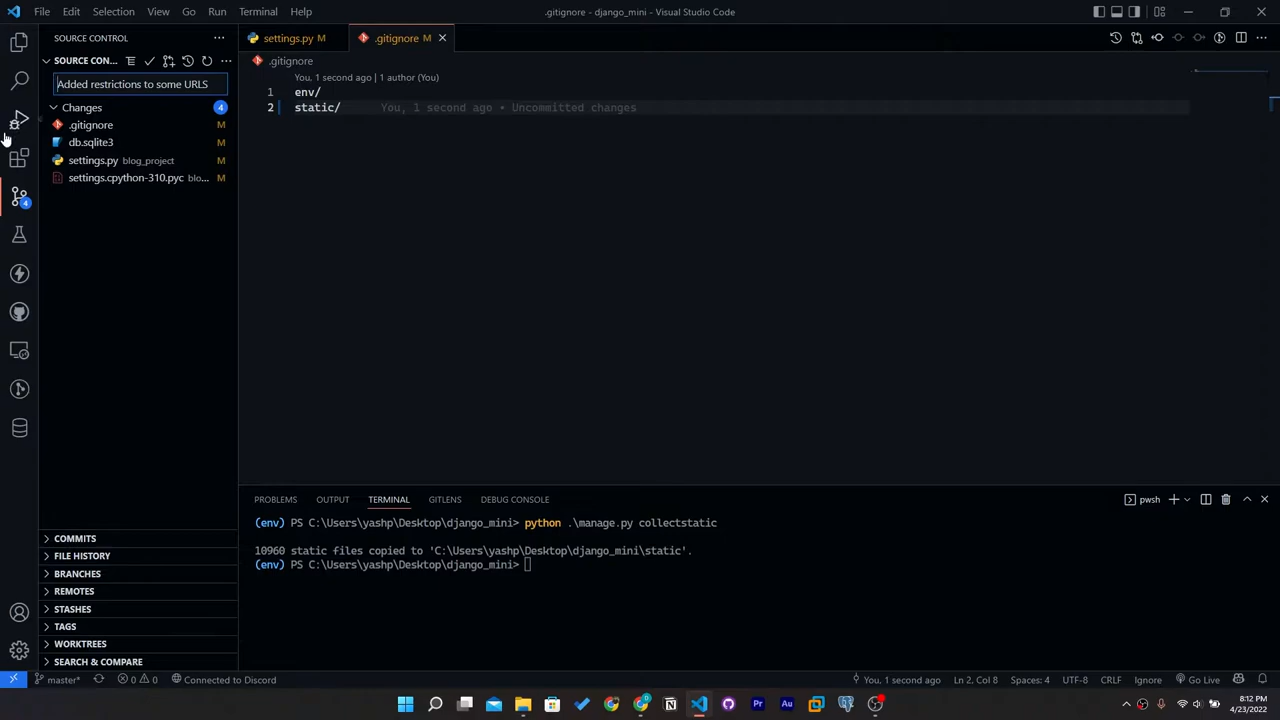 File Edit Selection View Go Run Terminal Help
.gitignore - django_mini - Visual Studio Code
SOURCE CONTROL
settings.py M
.gitignore M
SOURCE CON...
.gitignore
Added restrictions to some URLS
You, 1 second ago | 1 author (You)
1 env/
2 static/ You, 1 second ago • Uncommitted changes
Changes 4
.gitignore M
db.sqlite3 M
settings.py blog_project M
settings.cpython-310.pyc blo... M
4
PROBLEMS OUTPUT TERMINAL GITLENS DEBUG CONSOLE
pwsh
(env) PS C:\Users\yashp\Desktop\django_mini> python .\manage.py collectstatic
10960 static files copied to 'C:\Users\yashp\Desktop\django_mini\static'.
(env) PS C:\Users\yashp\Desktop\django_mini>
COMMITS
FILE HISTORY
BRANCHES
REMOTES
STASHES
TAGS
WORKTREES
SEARCH & COMPARE
master* 0 0 Connected to Discord
You, 1 second ago Ln 2, Col 8 Spaces: 4 UTF-8 CRLF Ignore Go Live
Pr Au
8:12 PM
4/23/2022